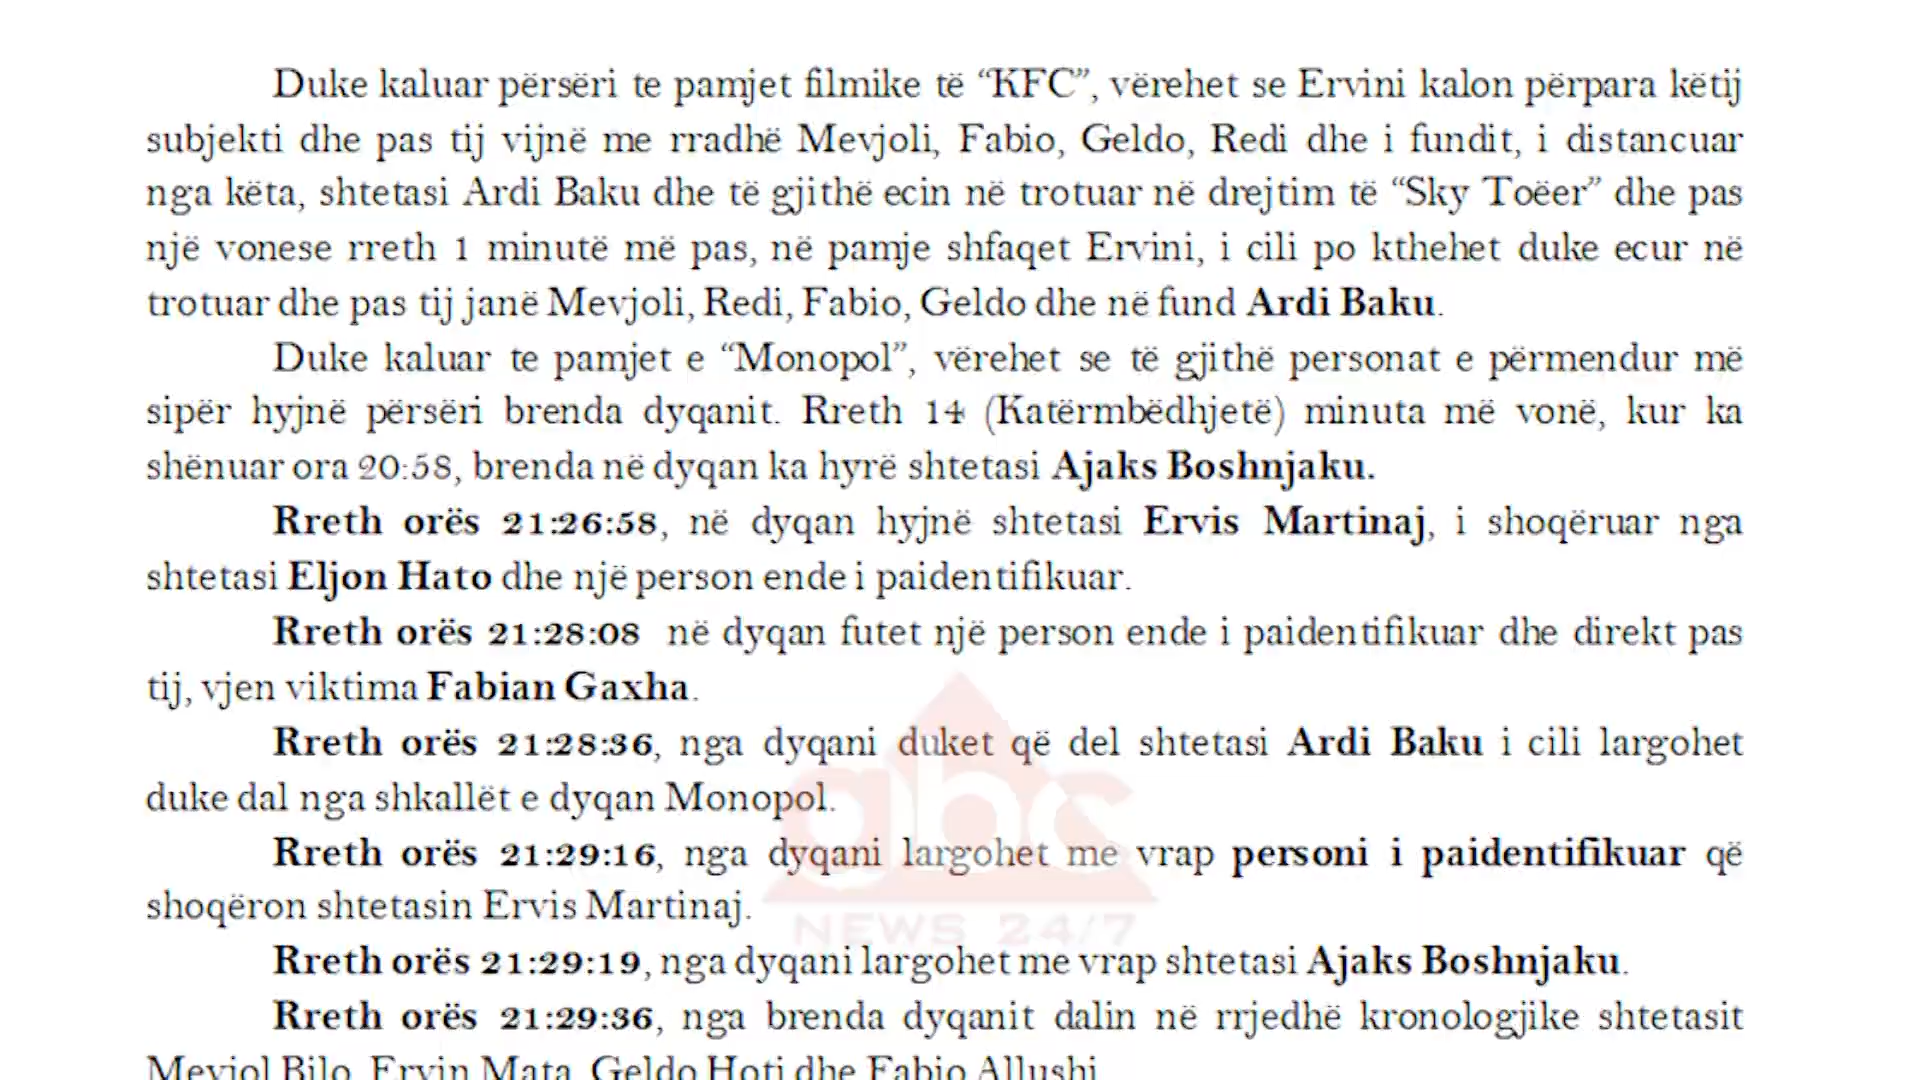 Duke kaluar përsëri te pamjet filmike të “KFC”, vërehet se Ervini kalon përpara këtij
subjekti dhe pas tij vijnë me rradhë Mevjoli, Fabio, Geldo, Redi dhe i fundit, i distancuar
nga këta, shtetasi Ardi Baku dhe të gjithë ecin në trotuar në drejtim të “Sky Toëer” dhe pas
një vonese rreth 1 minutë më pas, në pamje shfaqet Ervini, i cili po kthehet duke ecur në
trotuar dhe pas tij janë Mevjoli, Redi, Fabio, Geldo dhe në fund Ardi Baku.
Duke kaluar te pamjet e “Monopol”, vërehet se të gjithë personat e përmendur më
sipër hyjnë përsëri brenda dyqanit. Rreth 14 (Katërmbëdhjetë) minuta më vonë, kur ka
shënuar ora 20:58, brenda në dyqan ka hyrë shtetasi Ajaks Boshnjaku.
Rreth orës 21:26:58, në dyqan hyjnë shtetasi Ervis Martinaj, i shoqëruar nga
shtetasi Eljon Hato dhe një person ende i paidentifikuar.
Rreth orës 21:28:08 në dyqan futet një person ende i paidentifikuar dhe direkt pas
tij, vjen viktima Fabian Gaxha.
Rreth orës 21:28:36, nga dyqani duket që del shtetasi Ardi Baku i cili largohet
duke dal nga shkallët e dyqan Monopol.
Rreth orës 21:29:16, nga dyqani largohet me vrap personi i paidentifikuar që
shoqëron shtetasin Ervis Martinaj.
Rreth orës 21:29:19, nga dyqani largohet me vrap shtetasi Ajaks Boshnjaku.
Rreth orës 21:29:36, nga brenda dyqanit dalin në rrjedhë kronologjike shtetasit
Mevjol Bilo, Ervin Mata, Geldo Hoti dhe Fabio Allushi.
abc
NEWS 24/7